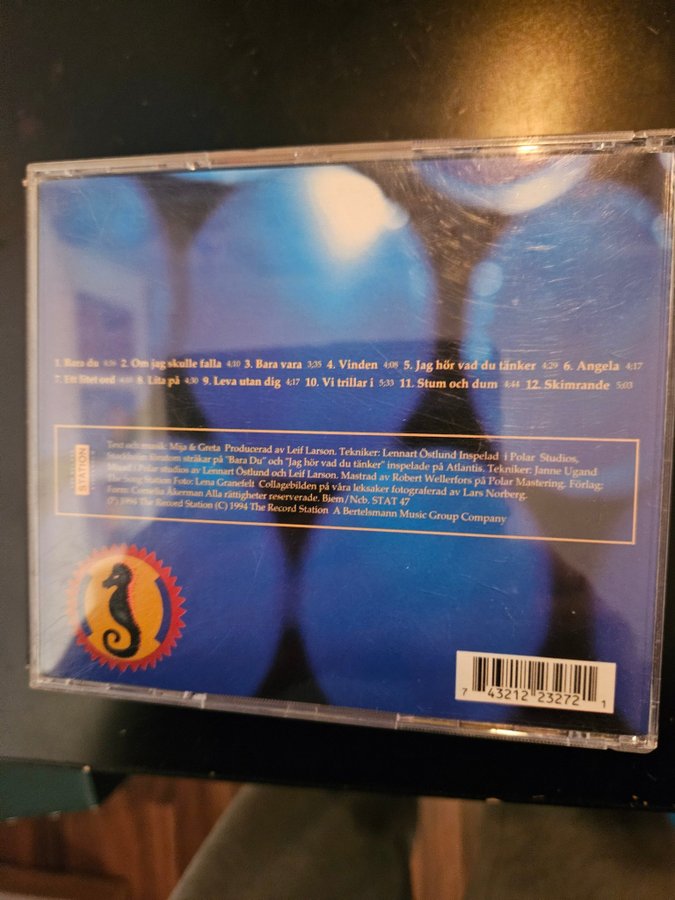 1. Bara du 4:36 2. Om jag skulle falla 4:10 3. Bara vara 3:35 4. Vinden 4:08 5. Jag hör vad du tänker 4:29 6. Angela 4:17
7. Ett litet ord 8. Lita på 4:30 9. Leva utan dig 4:17 10. Vi trillar i 5:33 11. Stum och dum 4:44 12. Skimrande 5:03
STATION
Text och musik: Mija & Greta Producerad av Leif Larson. Tekniker: Lennart Östlund Inspelad i Polar Studios,
Stockholm förutom stråkar på "Bara Du" och "Jag hör vad du tänker" inspelade på Atlantis. Tekniker: Janne Ugand
Mixad i Polar studios av Lennart Östlund och Leif Larson. Mastrad av Robert Wellerfors på Polar Mastering. Förlag:
The Song Station Foto: Lena Granefelt Collagebilden på våra leksaker fotograferad av Lars Norberg.
Form: Cornelia Åkerman Alla rättigheter reserverade. Biem/Ncb. STAT 47
(P) 1994 The Record Station (C) 1994 The Record Station A Bertelsmann Music Group Company
7 43212 23272 1